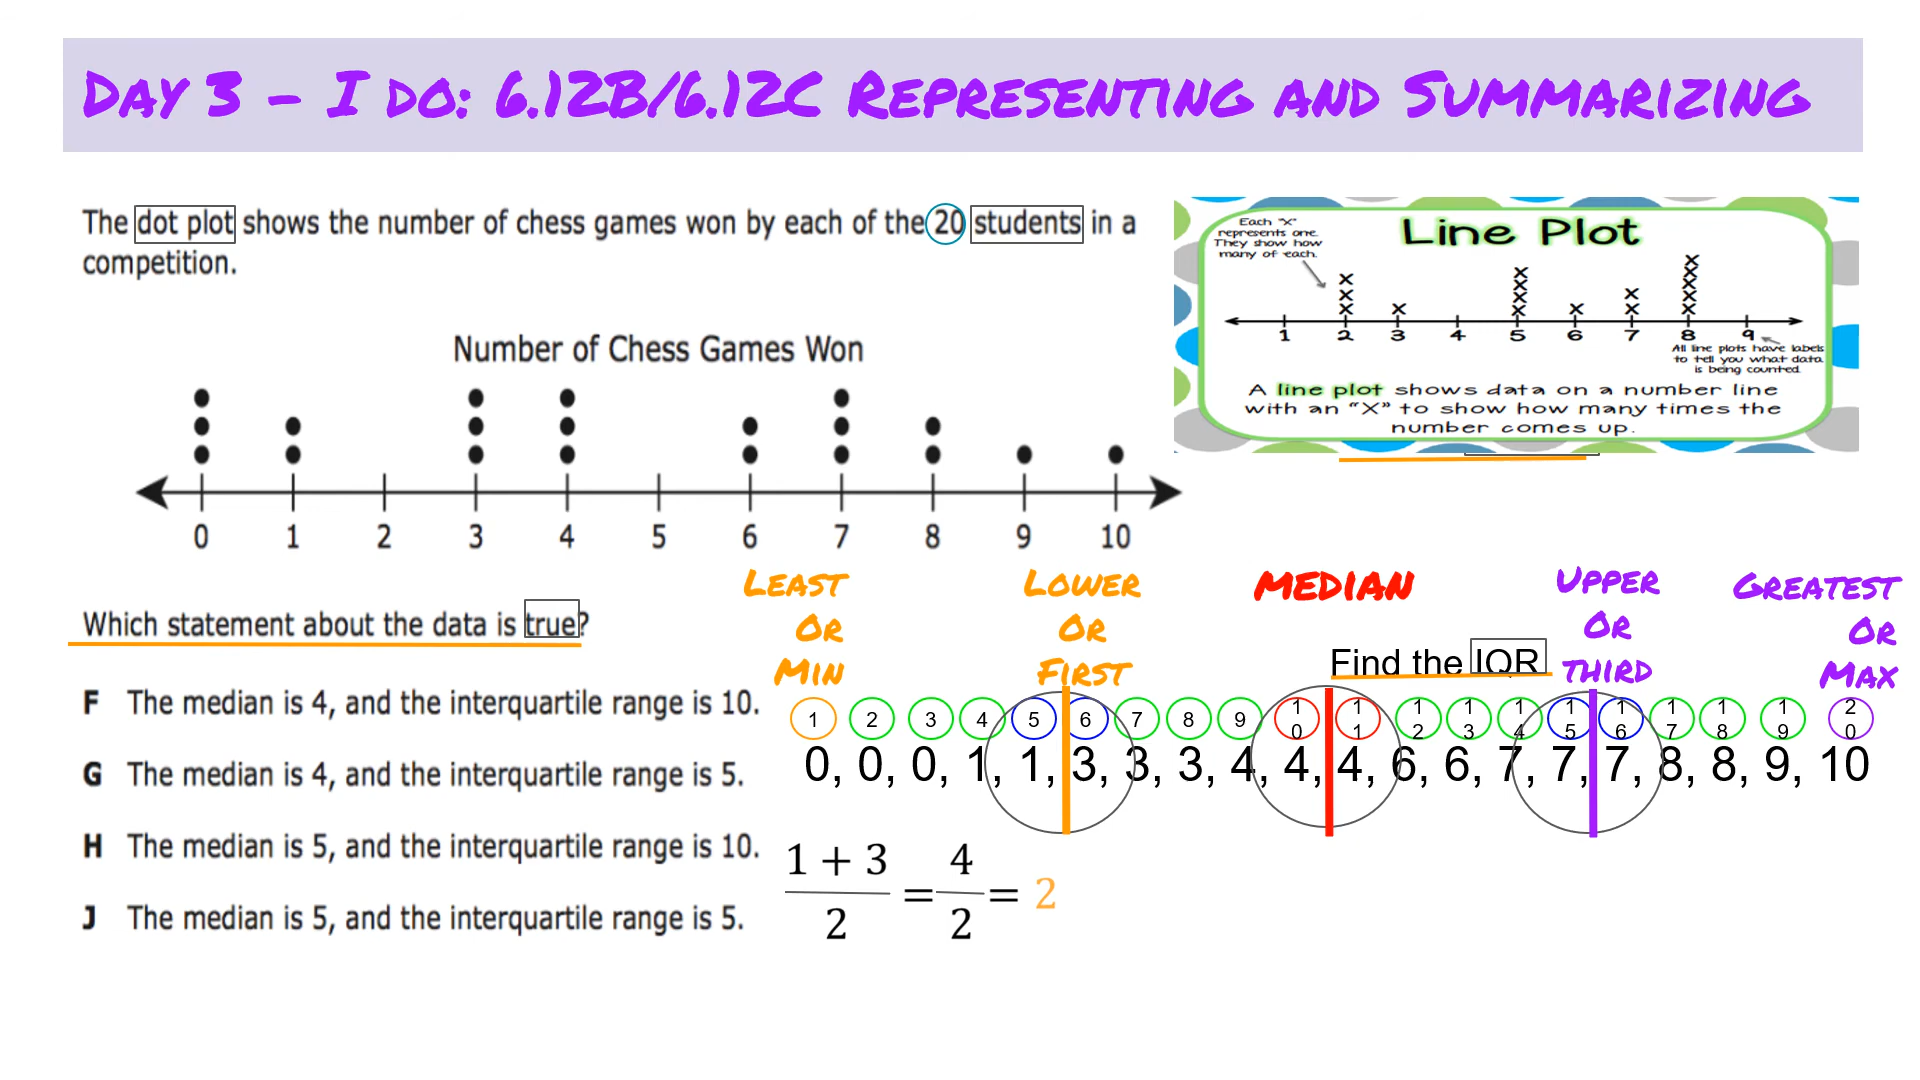 Day 3 - I do: 6.12B/6.12C Representing and Summarizing
The dot plot shows the number of chess games won by each of the 20 students in a
competition.
Number of Chess Games Won
0 1 2 3 4 5 6 7 8 9 10
Which statement about the data is true?
F The median is 4, and the interquartile range is 10.
G The median is 4, and the interquartile range is 5.
H The median is 5, and the interquartile range is 10.
J The median is 5, and the interquartile range is 5.
Each "X"
represents one.
They show how
many of each.
Line Plot
1 2 3 4 5 6 7 8 9
All line plots have labels
to tell you what data
is being counted.
A line plot shows data on a number line
with an "X" to show how many times the
number comes up.
Least
Or
Min
Lower
Or
First
Median
Find the IQR
Upper
Or
Third
Greatest
Or
Max
1 2 3 4 5 6 7 8 9 10 11 12 13 14 15 16 17 18 19 20
0, 0, 0, 1, 1, 3, 3, 3, 4, 4, 4, 6, 6, 7, 7, 7, 8, 8, 9, 10
1 + 3 4
= = 2
2 2